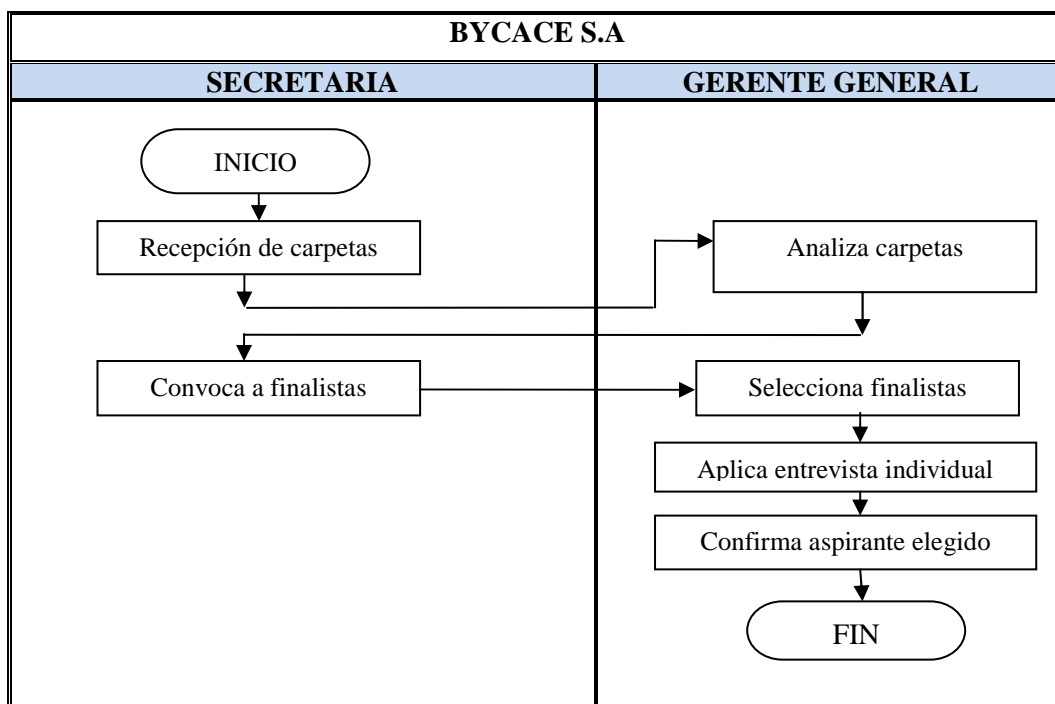 BYCACE S.A
SECRETARIA
GERENTE GENERAL
INICIO
Recepción de carpetas
Analiza carpetas
Convoca a finalistas
Selecciona finalistas
Aplica entrevista individual
Confirma aspirante elegido
FIN